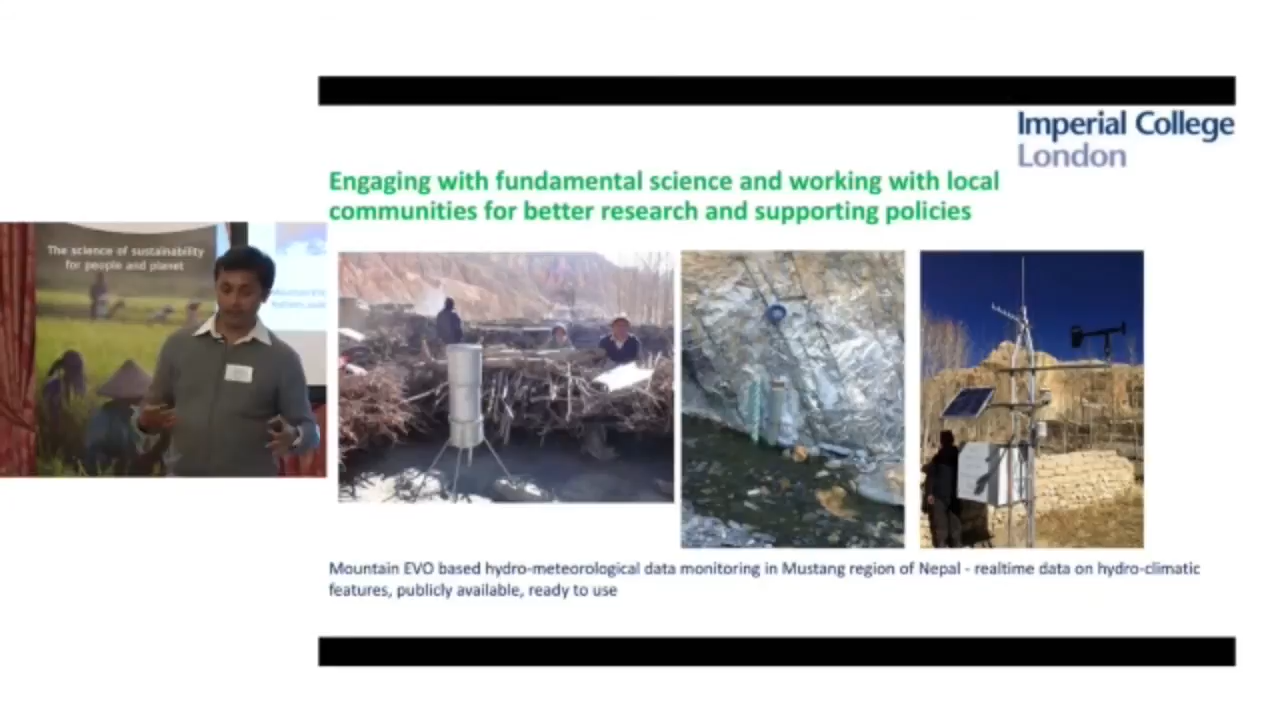 Imperial College
London
Engaging with fundamental science and working with local
communities for better research and supporting policies
The science of sustainability
for people and planet
Mountain EVO based hydro-meteorological data monitoring in Mustang region of Nepal - realtime data on hydro-climatic
features, publicly available, ready to use